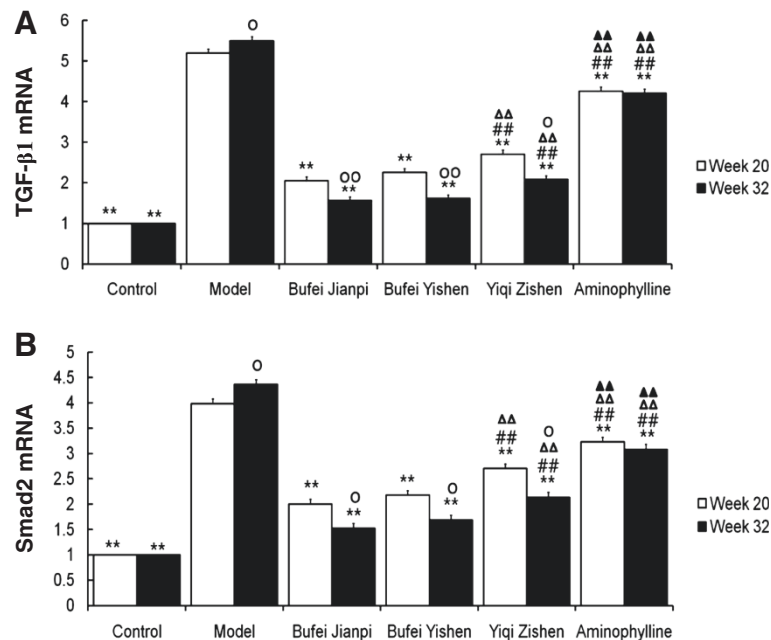 A
TGF-β1 mRNA
6
5
4
3
2
1
0
** ** O ** OO ** ** OO ** ΔΔ ## ** O ΔΔ ## ** ▲▲ ΔΔ ## ** ▲▲ ΔΔ ## **
Control Model Bufei Jianpi Bufei Yishen Yiqi Zishen Aminophylline
Week 20
Week 32
B
Smad2 mRNA
5
4.5
4
3.5
3
2.5
2
1.5
1
0.5
0
** ** O ** O ** ** O ** ΔΔ ## ** O ΔΔ ## ** ▲▲ ΔΔ ## ** ▲▲ ΔΔ ## **
Control Model Bufei Jianpi Bufei Yishen Yiqi Zishen Aminophylline
Week 20
Week 32